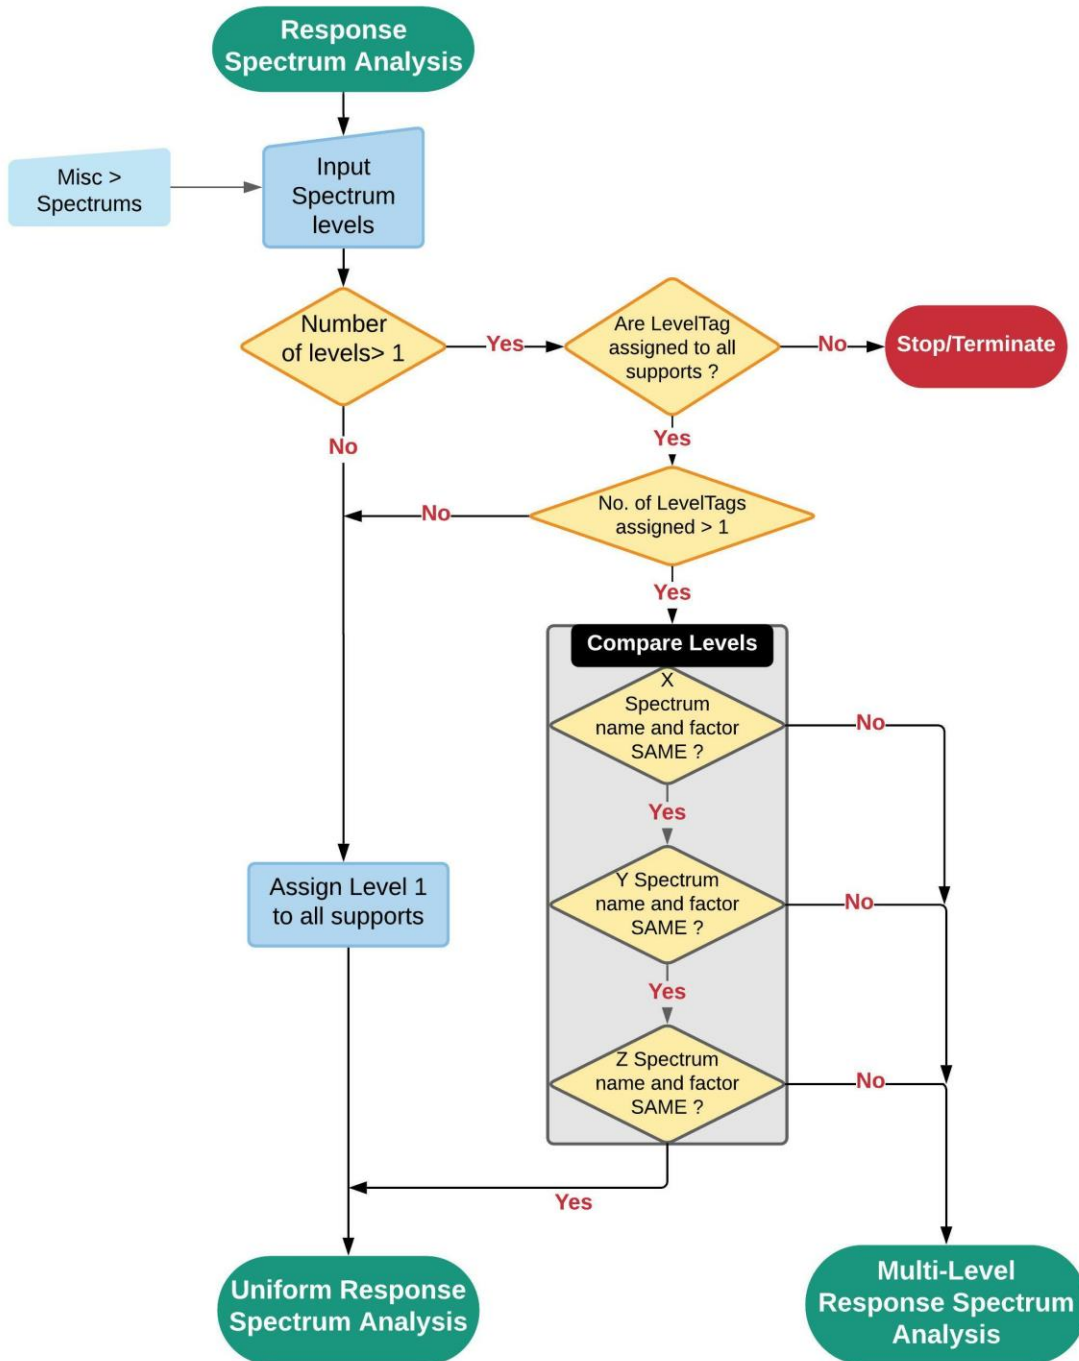 Response
Spectrum Analysis
Misc >
Spectrums
Input
Spectrum
levels
Number
of levels> 1
Yes
Are LevelTag
assigned to all
supports ?
No
Stop/Terminate
No
Yes
No. of LevelTags
assigned > 1
No
Yes
Compare Levels
X
Spectrum
name and factor
SAME ?
No
Yes
Y Spectrum
name and factor
SAME ?
No
Assign Level 1
to all supports
Yes
Z Spectrum
name and factor
SAME ?
No
Yes
Uniform Response
Spectrum Analysis
Multi-Level
Response Spectrum
Analysis